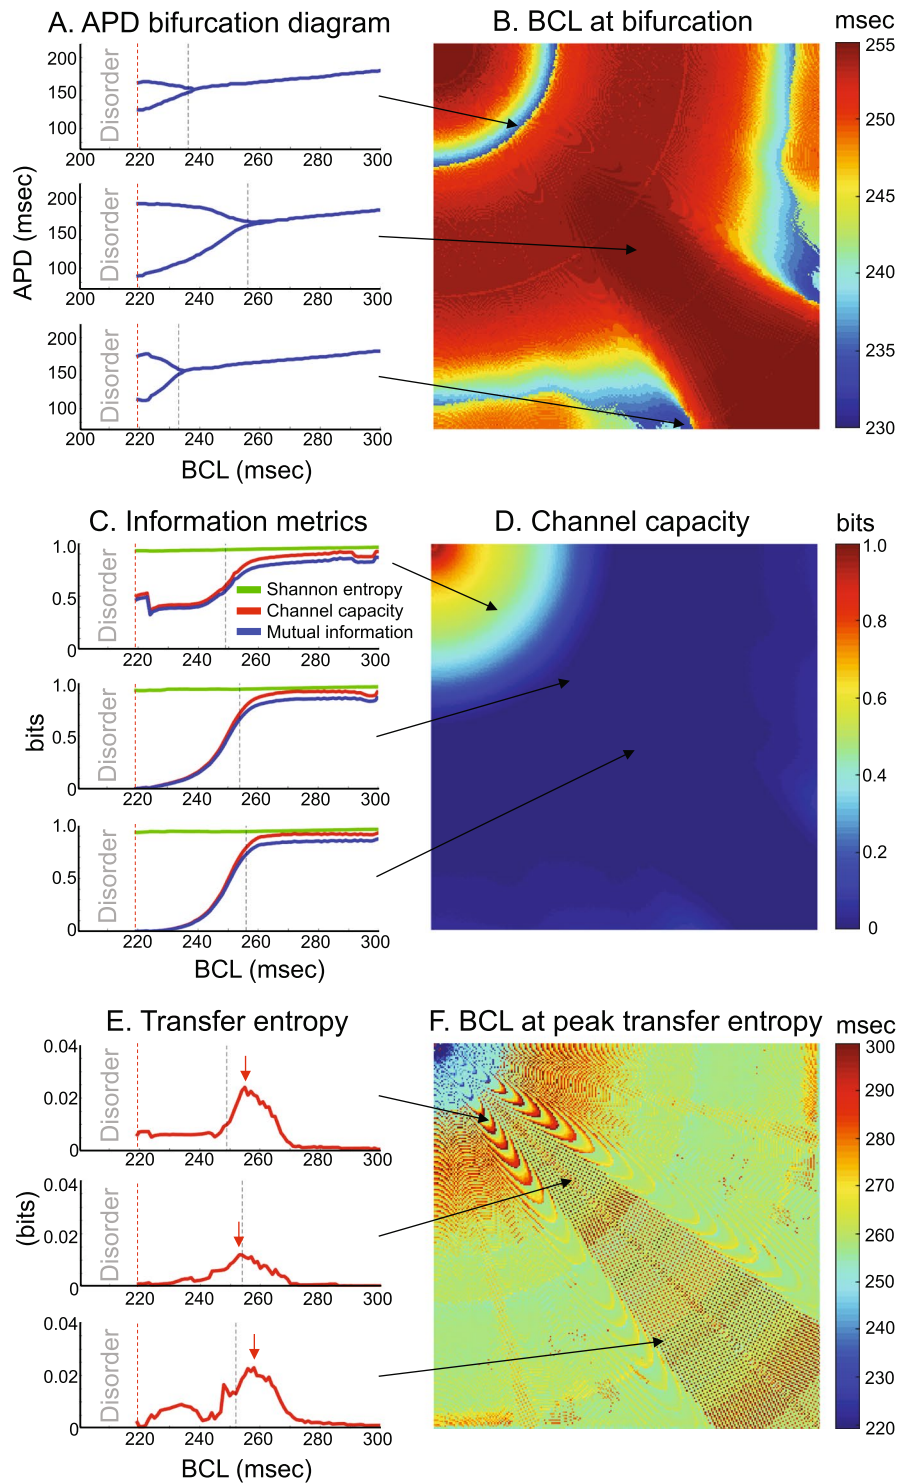 A. APD bifurcation diagram
B. BCL at bifurcation
msec
APD (msec)
200
150
100
Disorder
200 220 240 260 280 300
200
150
100
Disorder
200 220 240 260 280 300
200
150
100
Disorder
200 220 240 260 280 300
BCL (msec)
255
250
245
240
235
230
C. Information metrics
D. Channel capacity
bits
bits
1.0
0.5
0
Disorder
Shannon entropy
Channel capacity
Mutual information
220 240 260 280 300
1.0
0.5
0
Disorder
220 240 260 280 300
1.0
0.5
0
Disorder
220 240 260 280 300
BCL (msec)
1.0
0.8
0.6
0.4
0.2
0
E. Transfer entropy
F. BCL at peak transfer entropy
msec
(bits)
0.04
0.02
0
Disorder
220 240 260 280 300
0.04
0.02
0
Disorder
220 240 260 280 300
0.04
0.02
0
Disorder
220 240 260 280 300
BCL (msec)
300
290
280
270
260
250
240
230
220